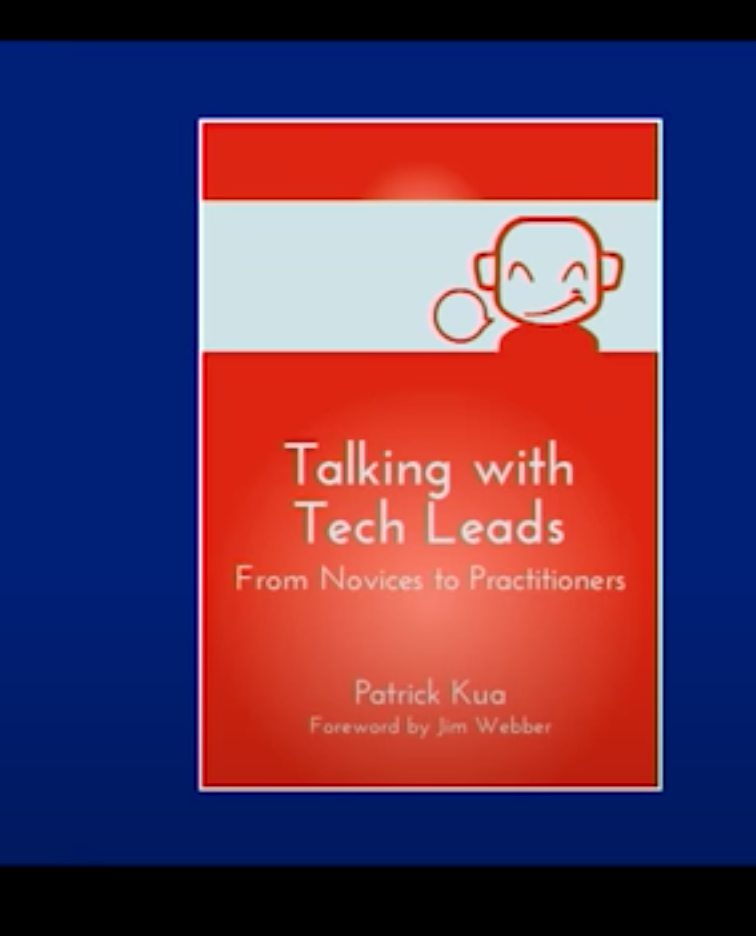 Talking with
Tech Leads
From Novices to Practitioners
Patrick Kua
Foreword by Jim Webber